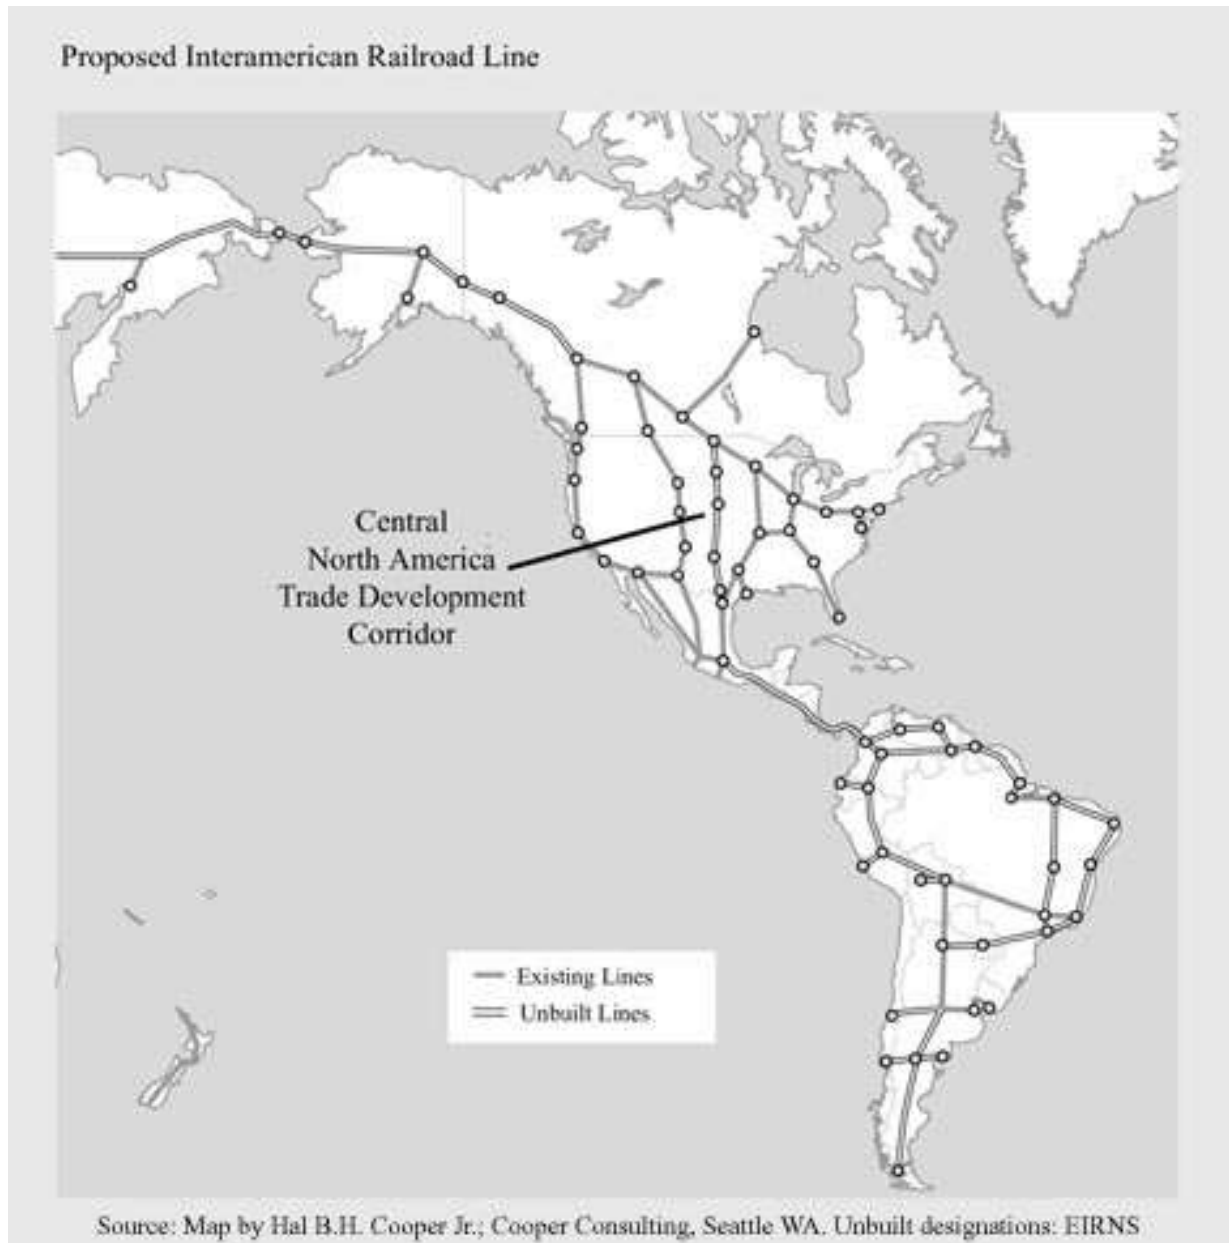 Proposed Interamerican Railroad Line
Central
North America
Trade Development
Corridor
Existing Lines
Unbuilt Lines
Source: Map by Hal B.H. Cooper Jr.; Cooper Consulting, Seattle WA. Unbuilt designations: EIRNS